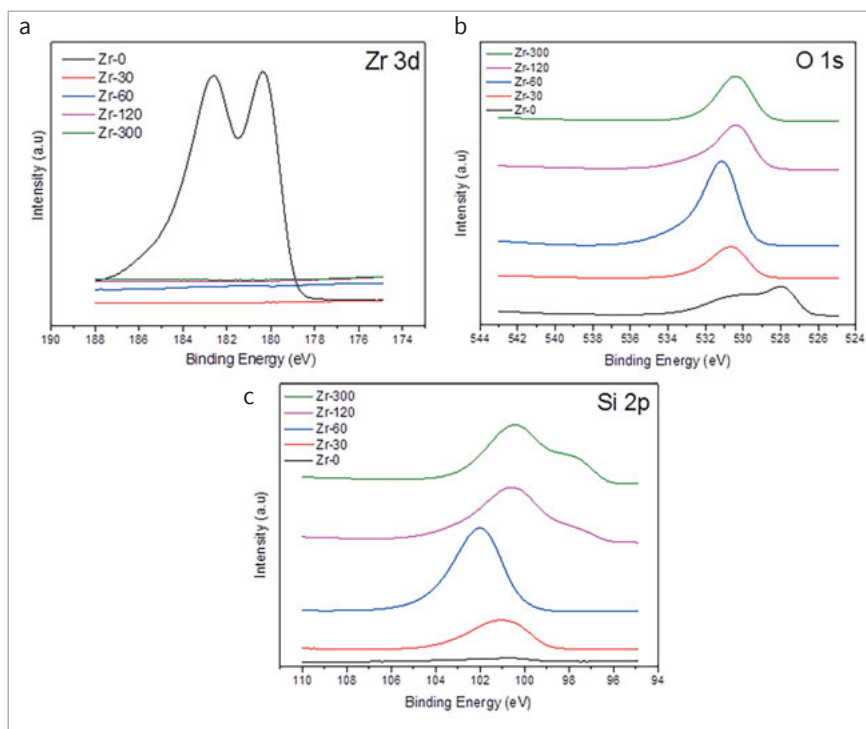 a
Zr 3d
Zr-0
Zr-30
Zr-60
Zr-120
Zr-300
Intensity (a.u)
190 188 186 184 182 180 178 176 174
Binding Energy (eV)
b
O 1s
Zr-300
Zr-120
Zr-60
Zr-30
Zr-0
Intensity (a.u)
544 542 540 538 536 534 532 530 528 526 524
Binding Energy (eV)
c
Si 2p
Zr-300
Zr-120
Zr-60
Zr-30
Zr-0
Intensity (a.u)
110 108 106 104 102 100 98 96 94
Binding Energy (eV)